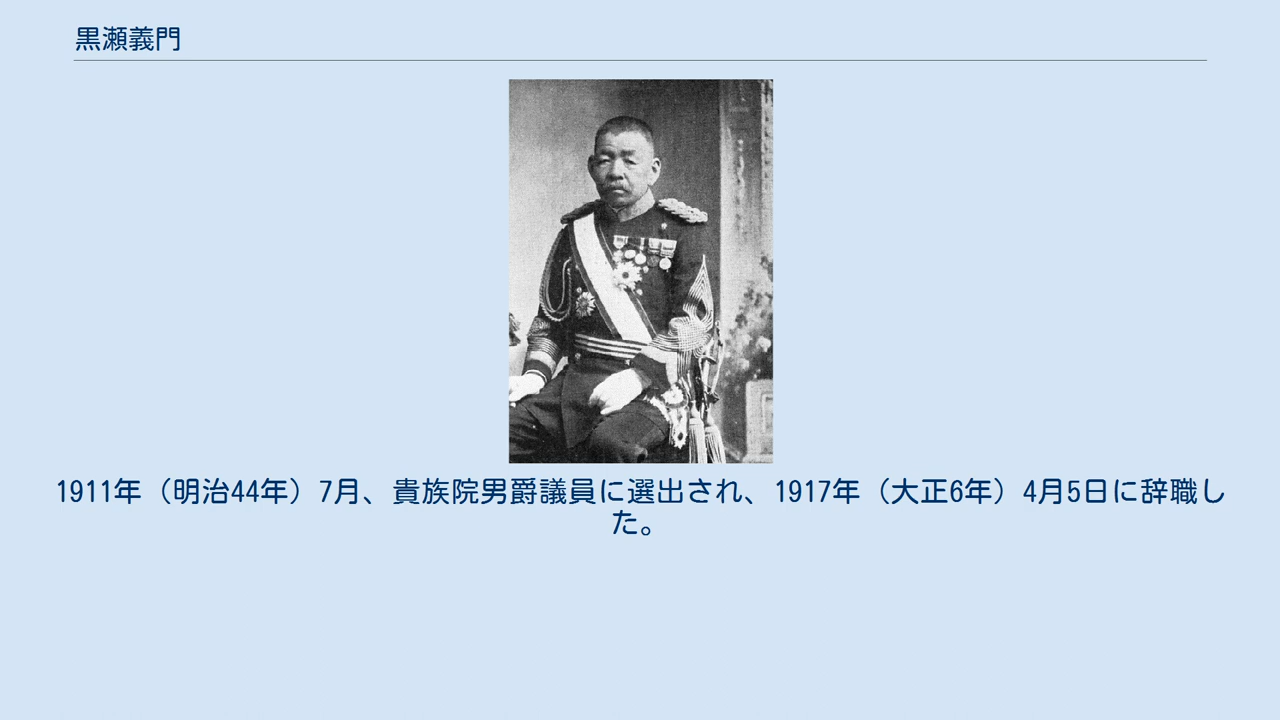 黒瀬義門
1911年（明治44年）7月、貴族院男爵議員に選出され、1917年（大正6年）4月5日に辞職し
た。